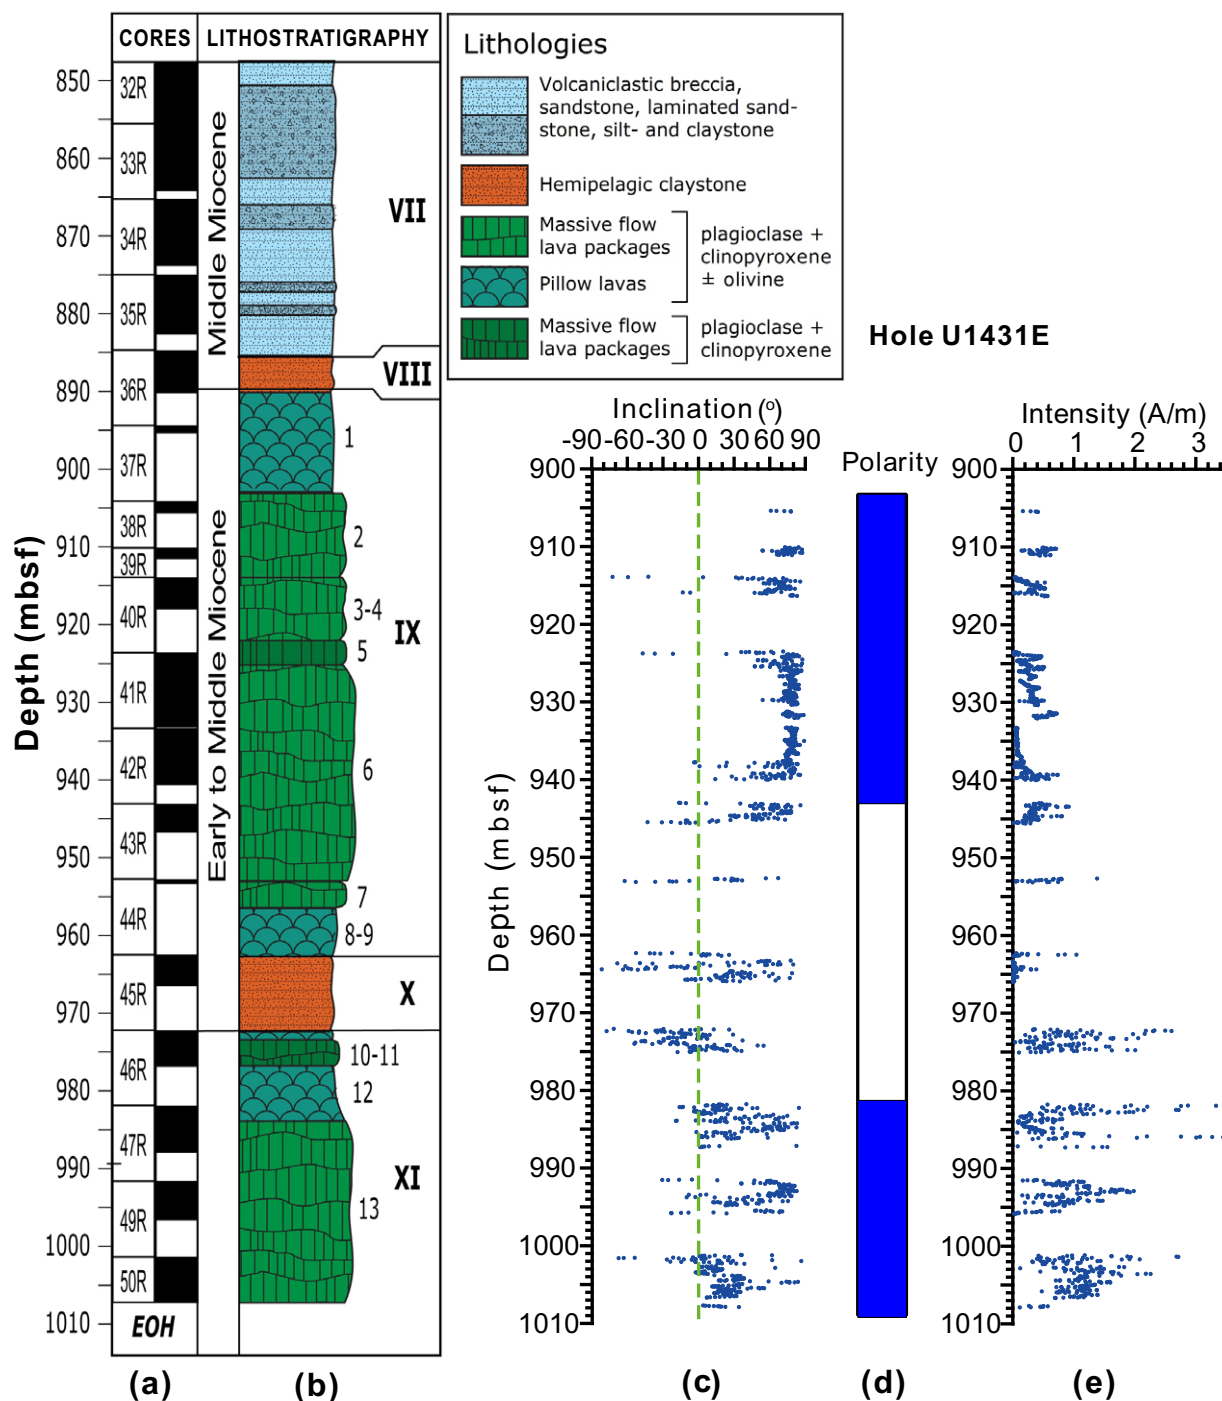 CORES LITHOSTRATIGRAPHY
Lithologies
Volcaniclastic breccia,
sandstone, laminated sand-
stone, silt- and claystone
Hemipelagic claystone
Massive flow
lava packages
Pillow lavas
plagioclase +
clinopyroxene
± olivine
Massive flow
lava packages
plagioclase +
clinopyroxene
Hole U1431E
Depth (mbsf)
850
860
870
880
890
900
910
920
930
940
950
960
970
980
990
1000
1010
32R
33R
34R
35R
36R
37R
38R
39R
40R
41R
42R
43R
44R
45R
46R
47R
49R
50R
EOH
Middle Miocene
Early to Middle Miocene
VII
VIII
IX
X
XI
1
2
3-4
5
6
7
8-9
10-11
12
13
Inclination (o)
-90 -60 -30 0 30 60 90
Depth (mbsf)
900
910
920
930
940
950
960
970
980
990
1000
1010
Polarity
Intensity (A/m)
0 1 2 3
900
910
920
930
940
950
960
970
980
990
1000
1010
(a) (b) (c) (d) (e)